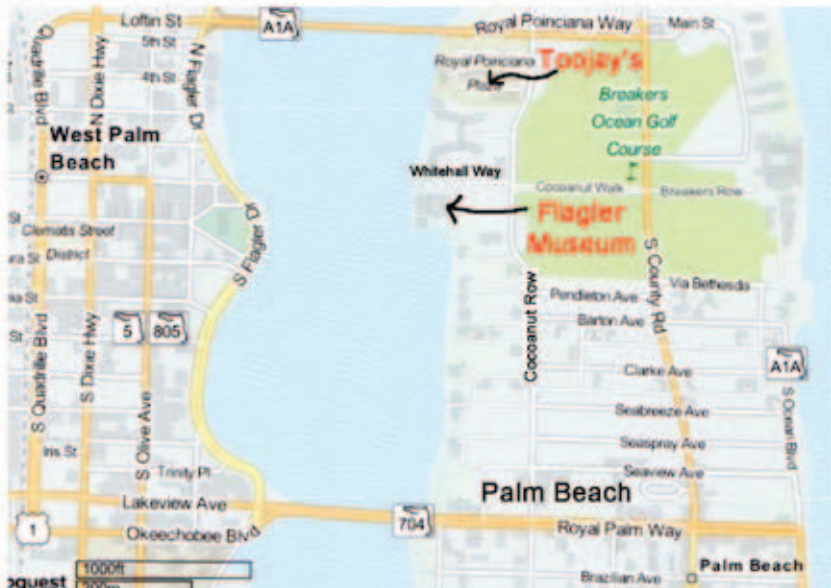 Loftin St
A1A
5th St
4th St
Quadrille Blvd
N Dixie Hwy
N Flagler Dr
West Palm
Beach
Royal Poinciana Way
Main St
Royal Poinciana
Plaza
Toojay's
Breakers
Ocean Golf
Course
Whitehall Way
Cocoanut Walk
Breakers Row
Flagler
Museum
Clematis Street
District
St
St
St
S Flagler Dr
S County Rd
Via Bethesda
Pendleton Ave
Barton Ave
Cocoanut Row
5
805
A1A
Clarke Ave
Seabreeze Ave
Seaspray Ave
Seaview Ave
S Ocean Blvd
S Quadrille Blvd
S Dixie Hwy
S Olive Ave
Iris St
Trinity Pl
Palm Beach
Lakeview Ave
704
1
Okeechobee Blvd
Royal Palm Way
1000ft
Palm Beach
Brazilian Ave